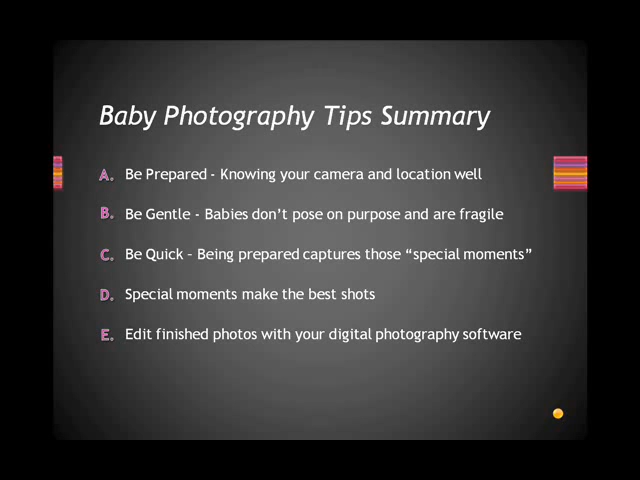 Baby Photography Tips Summary
A. Be Prepared - Knowing your camera and location well
B. Be Gentle - Babies don’t pose on purpose and are fragile
C. Be Quick – Being prepared captures those “special moments”
D. Special moments make the best shots
E. Edit finished photos with your digital photography software